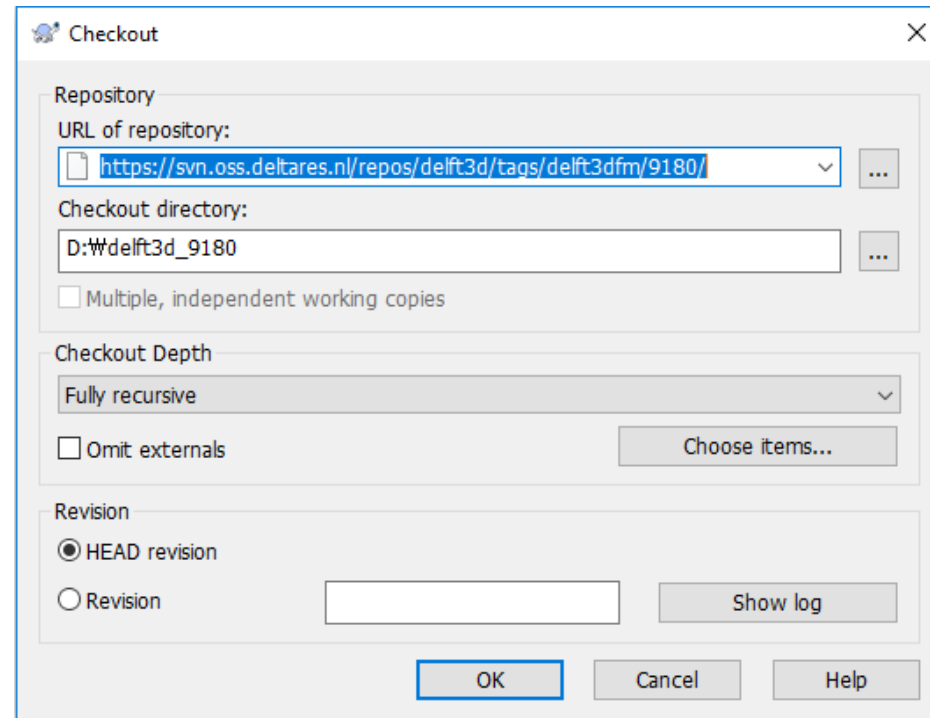 Checkout
Repository
URL of repository:
https://svn.oss.deltares.nl/repos/delft3d/tags/delft3dfm/9180/
...
Checkout directory:
D:₩delft3d_9180
...
Multiple, independent working copies
Checkout Depth
Fully recursive
Omit externals
Choose items...
Revision
HEAD revision
Revision
Show log
OK
Cancel
Help